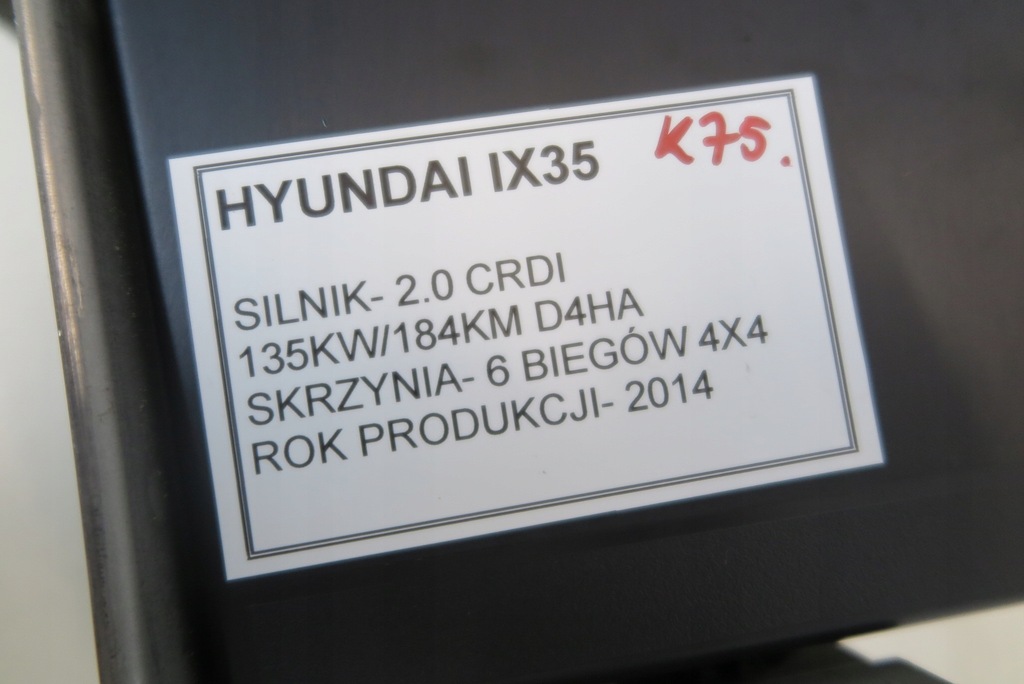 HYUNDAI IX35 K75.
SILNIK- 2.0 CRDI
135KW/184KM D4HA
SKRZYNIA- 6 BIEGÓW 4X4
ROK PRODUKCJI- 2014